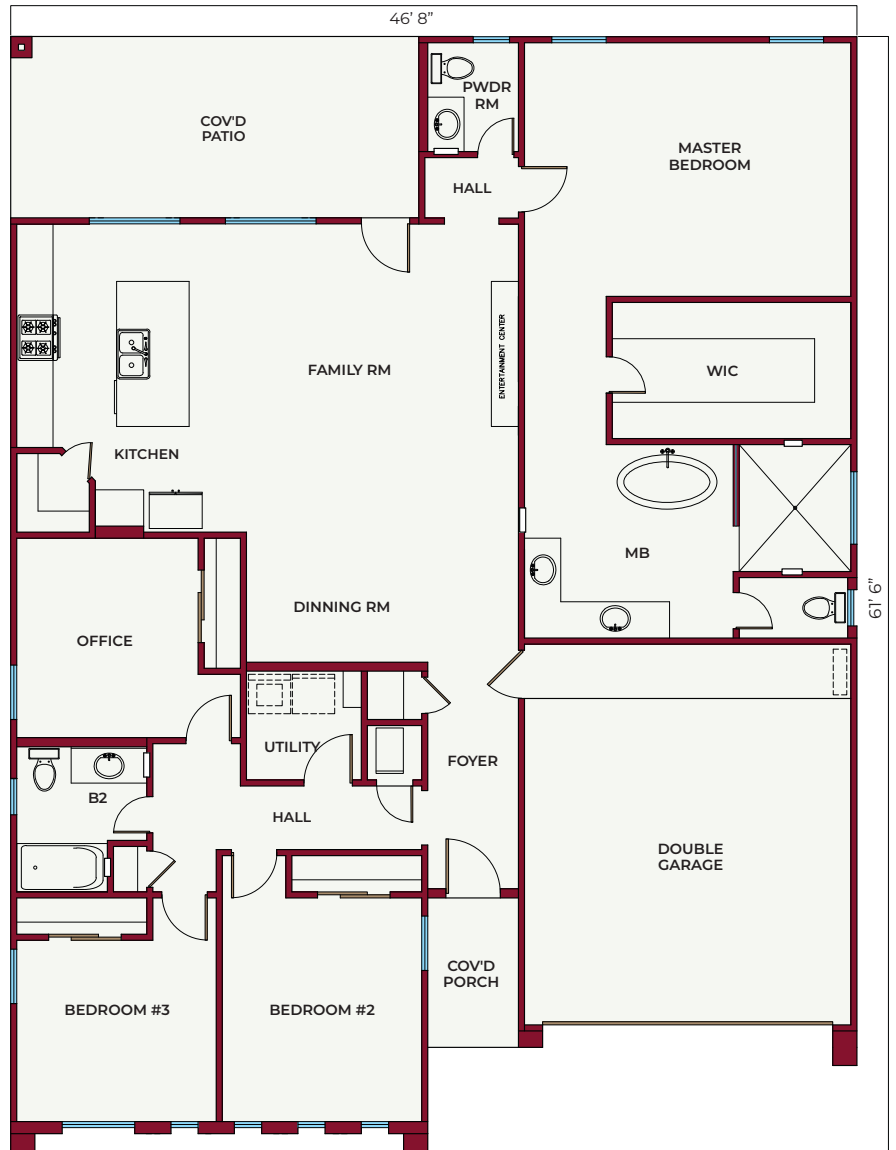 46' 8"
COV'D
PATIO
PWDR
RM
HALL
MASTER
BEDROOM
ENTERTAINMENT CENTER
FAMILY RM
WIC
KITCHEN
MB
61' 6"
DINNING RM
OFFICE
UTILITY
FOYER
B2
HALL
DOUBLE
GARAGE
COV'D
PORCH
BEDROOM #3
BEDROOM #2